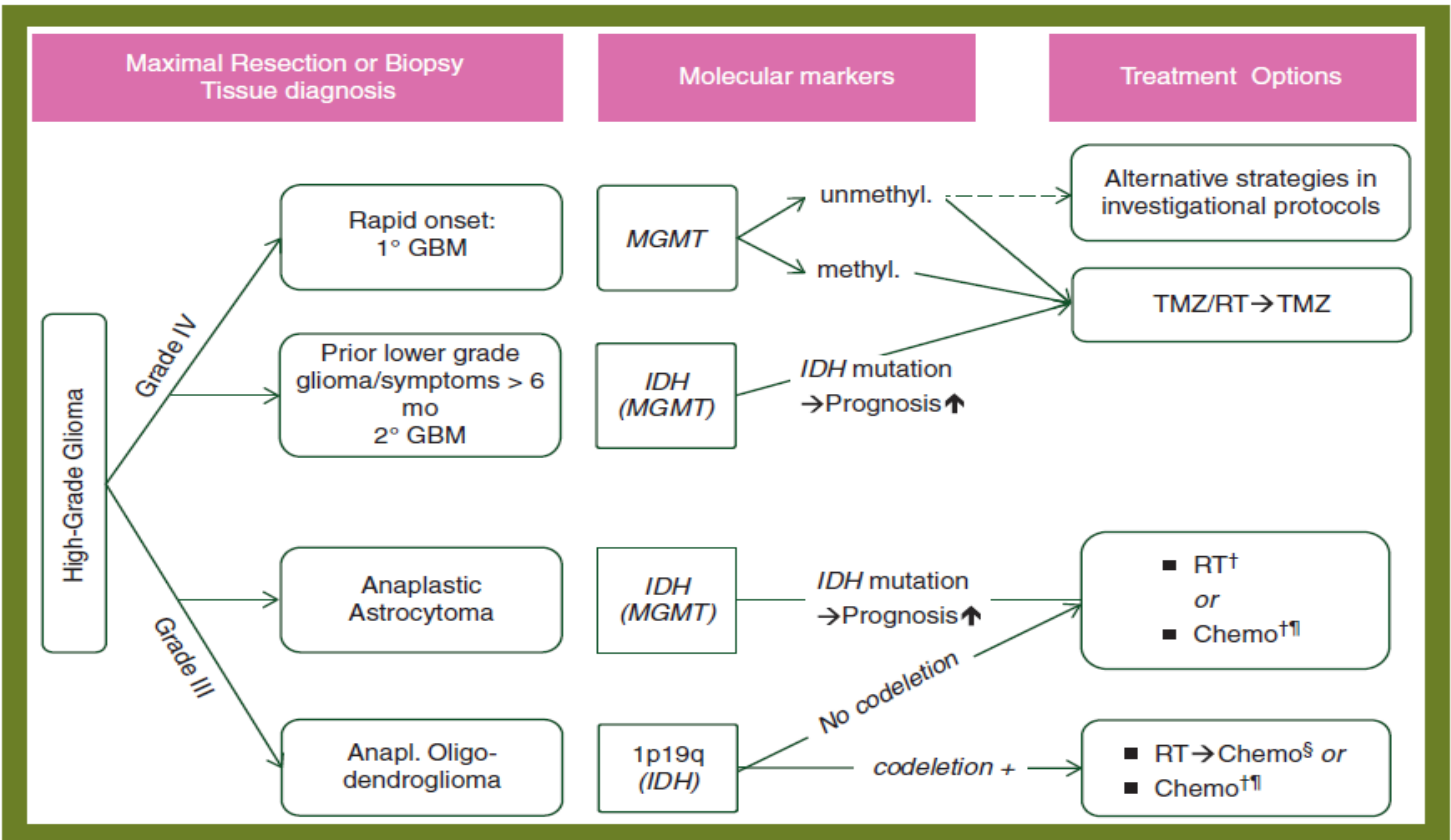 Maximal Resection or Biopsy
Tissue diagnosis
Molecular markers
Treatment Options
High-Grade Glioma
Grade IV
Rapid onset:
1° GBM
MGMT
unmethyl.
methyl.
Alternative strategies in
investigational protocols
TMZ/RT→TMZ
Prior lower grade
glioma/symptoms > 6
mo
2° GBM
IDH
(MGMT)
IDH mutation
→Prognosis↑
Grade III
Anaplastic
Astrocytoma
IDH
(MGMT)
IDH mutation
→Prognosis↑
■ RT†
or
■ Chemo†¶
No codeletion
Anapl. Oligo-
dendroglioma
1p19q
(IDH)
codeletion +
■ RT→Chemo§ or
■ Chemo†¶